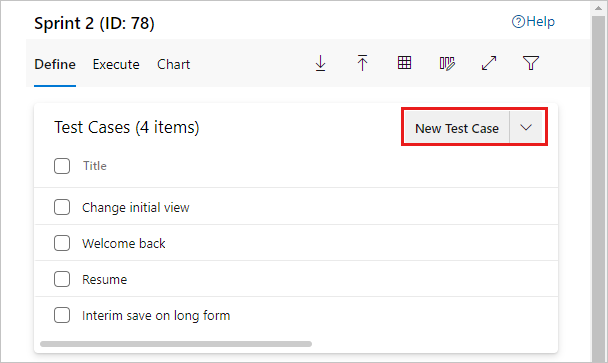 Sprint 2 (ID: 78)
Help
Define Execute Chart
Test Cases (4 items)
New Test Case
Title
Change initial view
Welcome back
Resume
Interim save on long form